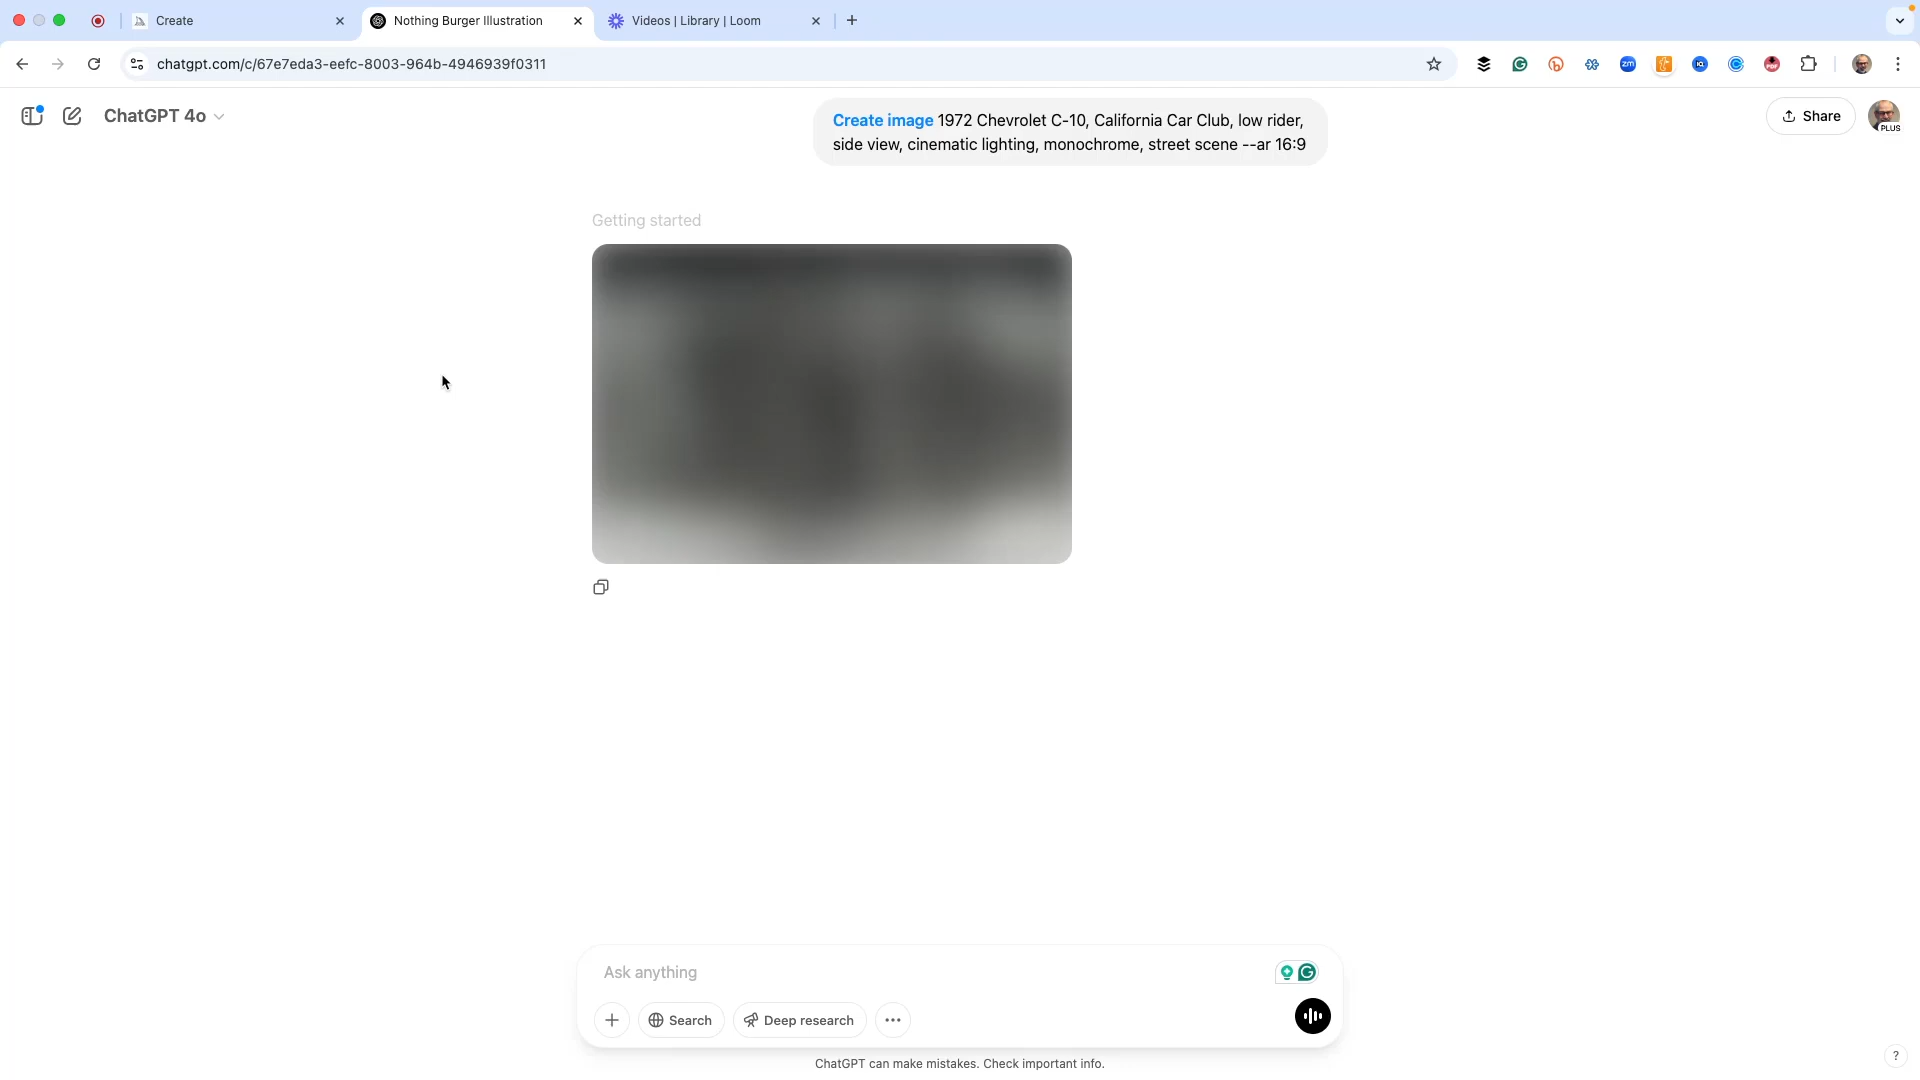 Create
Nothing Burger Illustration
Videos | Library | Loom
chatgpt.com/c/67e7eda3-eefc-8003-964b-4946939f0311
zm
PDF
ChatGPT 4o
Create image 1972 Chevrolet C-10, California Car Club, low rider,
side view, cinematic lighting, monochrome, street scene --ar 16:9
Share
PLUS
Getting started
Ask anything
Search
Deep research
ChatGPT can make mistakes. Check important info.
?